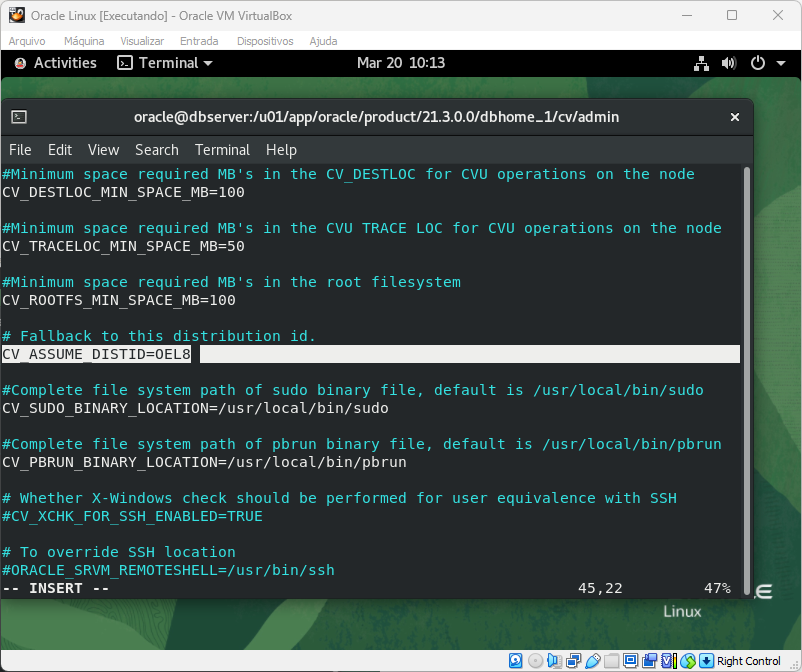 Oracle Linux [Executando] - Oracle VM VirtualBox
Arquivo Máquina Visualizar Entrada Dispositivos Ajuda
Activities Terminal Mar 20 10:13
oracle@dbserver:/u01/app/oracle/product/21.3.0.0/dbhome_1/cv/admin
File Edit View Search Terminal Help
#Minimum space required MB's in the CV_DESTLOC for CVU operations on the node
CV_DESTLOC_MIN_SPACE_MB=100
#Minimum space required MB's in the CVU TRACE LOC for CVU operations on the node
CV_TRACELOC_MIN_SPACE_MB=50
#Minimum space required MB's in the root filesystem
CV_ROOTFS_MIN_SPACE_MB=100
# Fallback to this distribution id.
CV_ASSUME_DISTID=OEL8
#Complete file system path of sudo binary file, default is /usr/local/bin/sudo
CV_SUDO_BINARY_LOCATION=/usr/local/bin/sudo
#Complete file system path of pbrun binary file, default is /usr/local/bin/pbrun
CV_PBRUN_BINARY_LOCATION=/usr/local/bin/pbrun
# Whether X-Windows check should be performed for user equivalence with SSH
#CV_XCHK_FOR_SSH_ENABLED=TRUE
# To override SSH location
#ORACLE_SRVM_REMOTESHELL=/usr/bin/ssh
-- INSERT -- 45,22 47%
Linux
Right Control